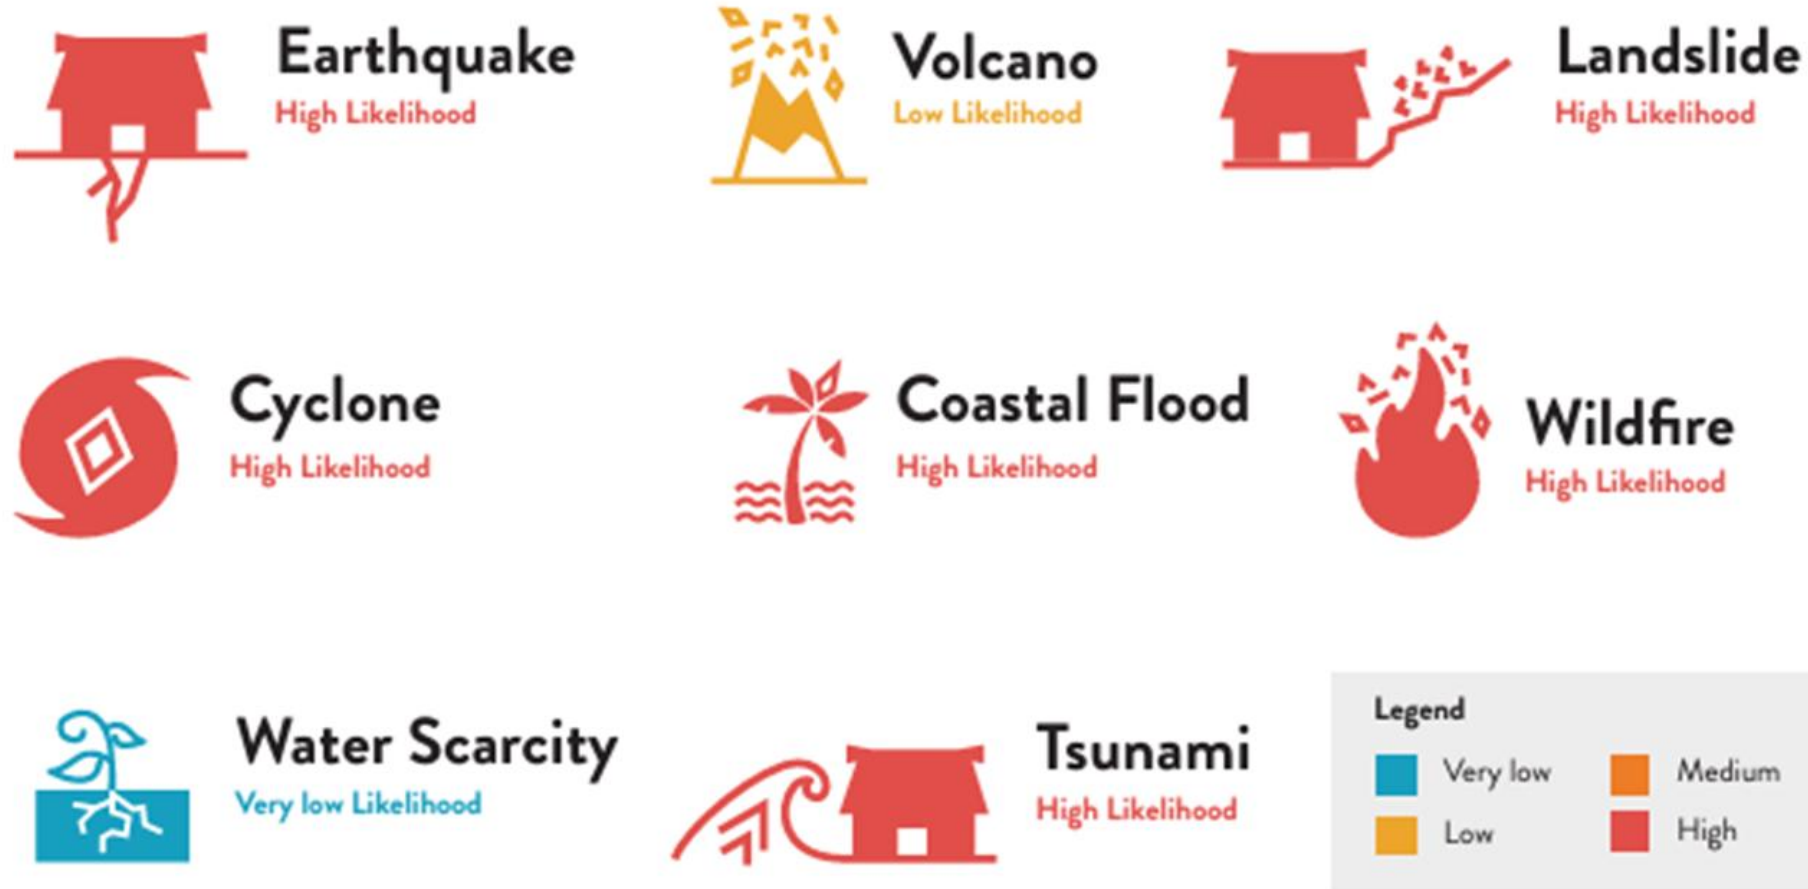 Earthquake
High Likelihood
Volcano
Low Likelihood
Landslide
High Likelihood
Cyclone
High Likelihood
Coastal Flood
High Likelihood
Wildfire
High Likelihood
Water Scarcity
Very low Likelihood
Tsunami
High Likelihood
Legend
Very low
Medium
Low
High